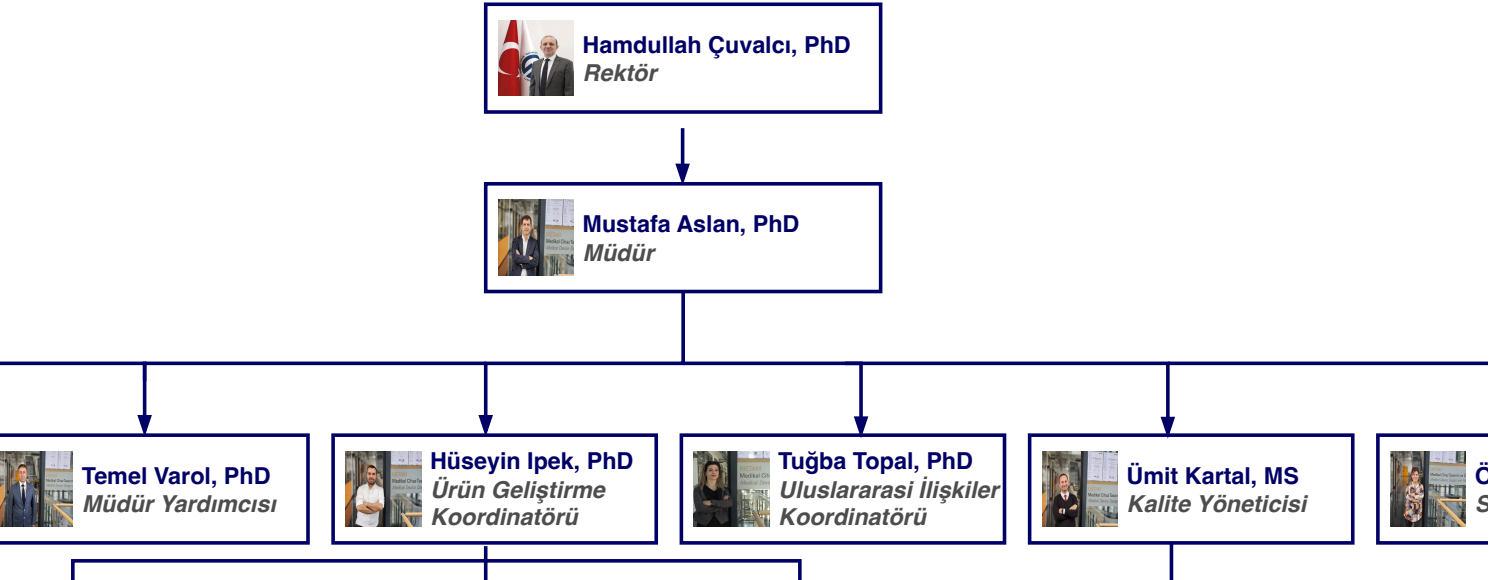 Hamdullah Çuvalcı, PhD
Rektör
Mustafa Aslan, PhD
Müdür
Temel Varol, PhD
Müdür Yardımcısı
Hüseyin Ipek, PhD
Ürün Geliştirme
Koordinatörü
Tuğba Topal, PhD
Uluslararasi İlişkiler
Koordinatörü
Ümit Kartal, MS
Kalite Yöneticisi